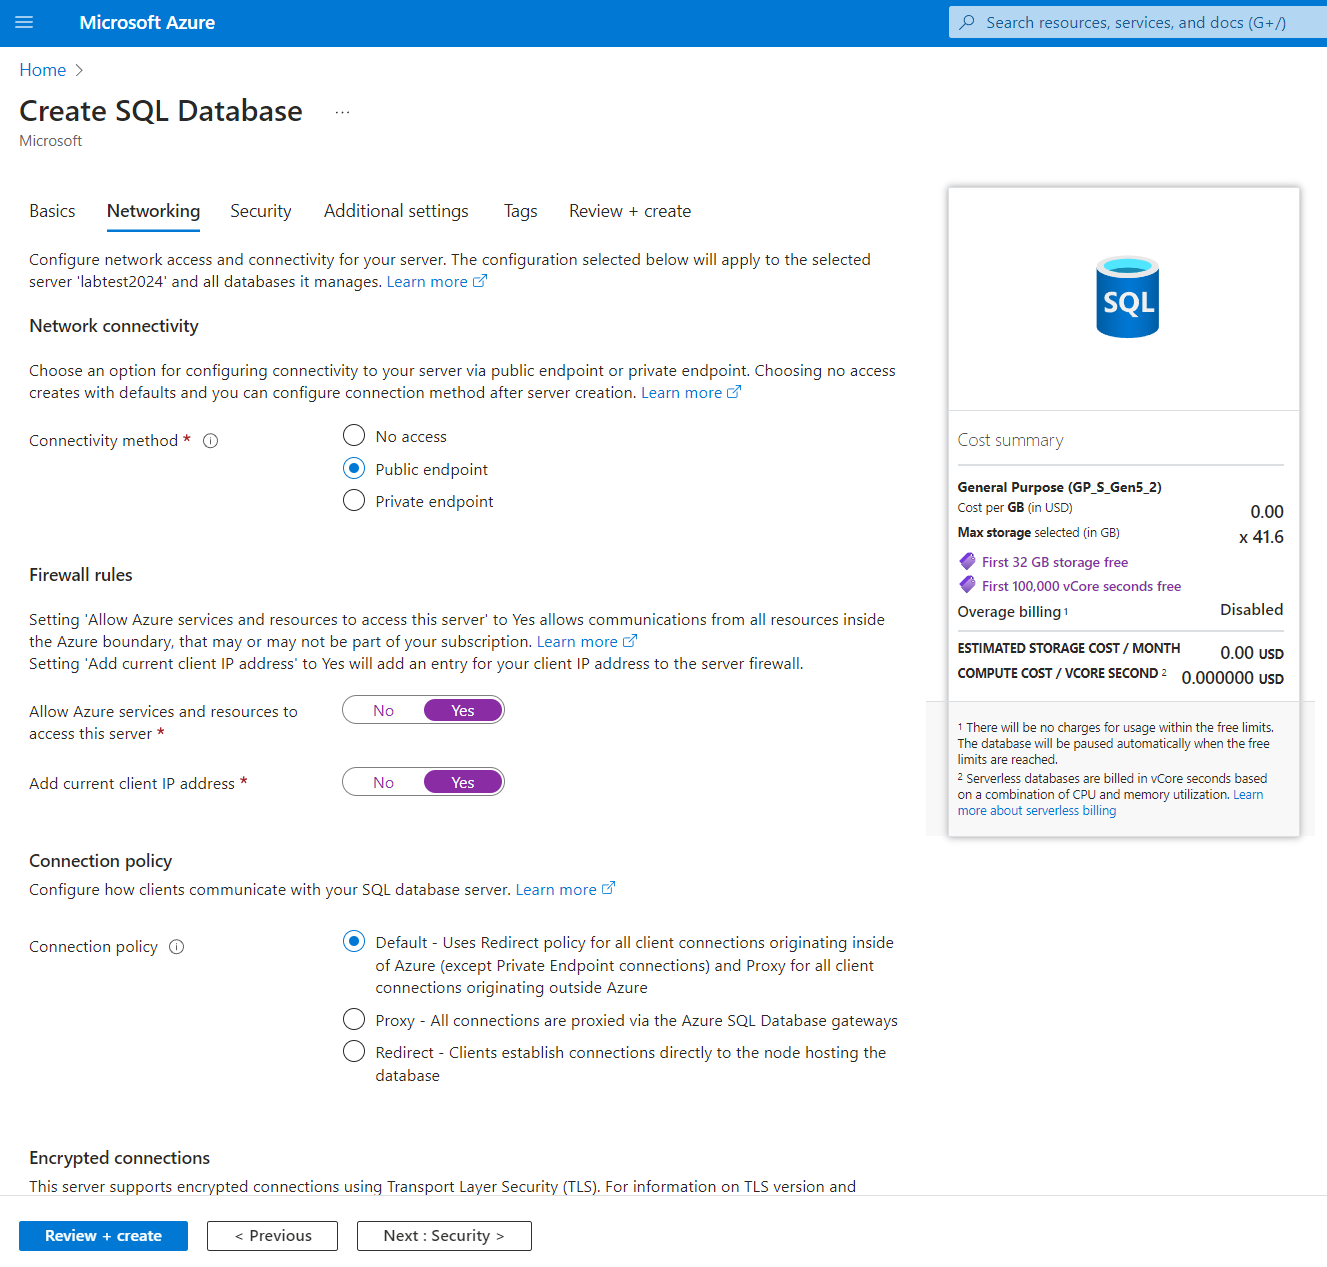 Microsoft Azure
Search resources, services, and docs (G+/)
Home
Create SQL Database
...
Microsoft
Basics
Networking
Security
Additional settings
Tags
Review + create
Configure network access and connectivity for your server. The configuration selected below will apply to the selected
server 'labtest2024' and all databases it manages. Learn more
Network connectivity
Choose an option for configuring connectivity to your server via public endpoint or private endpoint. Choosing no access
creates with defaults and you can configure connection method after server creation. Learn more
Connectivity method *
No access
Public endpoint
Private endpoint
Firewall rules
Setting 'Allow Azure services and resources to access this server' to Yes allows communications from all resources inside
the Azure boundary, that may or may not be part of your subscription. Learn more
Setting 'Add current client IP address' to Yes will add an entry for your client IP address to the server firewall.
Allow Azure services and resources to
access this server *
No
Yes
Add current client IP address *
No
Yes
Connection policy
Configure how clients communicate with your SQL database server. Learn more
Connection policy
Default - Uses Redirect policy for all client connections originating inside
of Azure (except Private Endpoint connections) and Proxy for all client
connections originating outside Azure
Proxy - All connections are proxied via the Azure SQL Database gateways
Redirect - Clients establish connections directly to the node hosting the
database
Encrypted connections
This server supports encrypted connections using Transport Layer Security (TLS). For information on TLS version and
SQL
Cost summary
General Purpose (GP_S_Gen5_2)
Cost per GB (in USD)
0.00
Max storage selected (in GB)
x 41.6
First 32 GB storage free
First 100,000 vCore seconds free
Overage billing 1
Disabled
ESTIMATED STORAGE COST / MONTH
0.00 USD
COMPUTE COST / VCORE SECOND 2
0.000000 USD
1 There will be no charges for usage within the free limits.
The database will be paused automatically when the free
limits are reached.
2 Serverless databases are billed in vCore seconds based
on a combination of CPU and memory utilization. Learn
more about serverless billing
Review + create
< Previous
Next : Security >